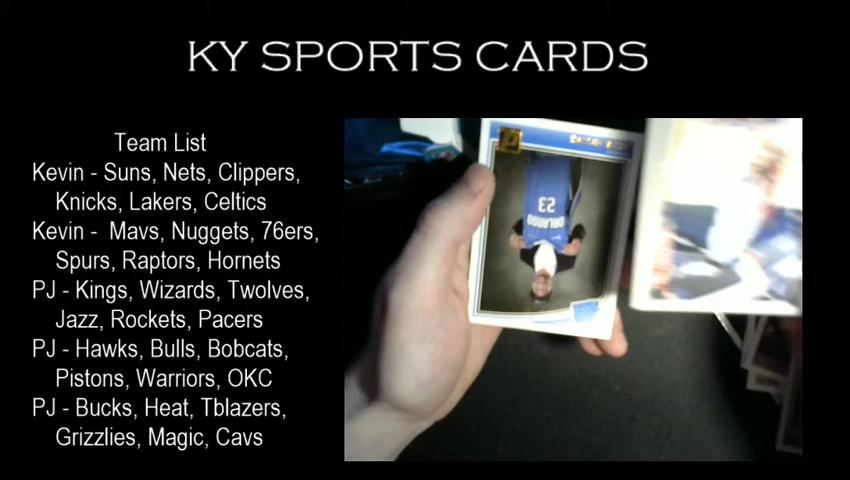 KY SPORTS CARDS
Team List
Kevin - Suns, Nets, Clippers,
Knicks, Lakers, Celtics
Kevin - Mavs, Nuggets, 76ers,
Spurs, Raptors, Hornets
PJ - Kings, Wizards, Twolves,
Jazz, Rockets, Pacers
PJ - Hawks, Bulls, Bobcats,
Pistons, Warriors, OKC
PJ - Bucks, Heat, Tblazers,
Grizzlies, Magic, Cavs
ORLANDO
23